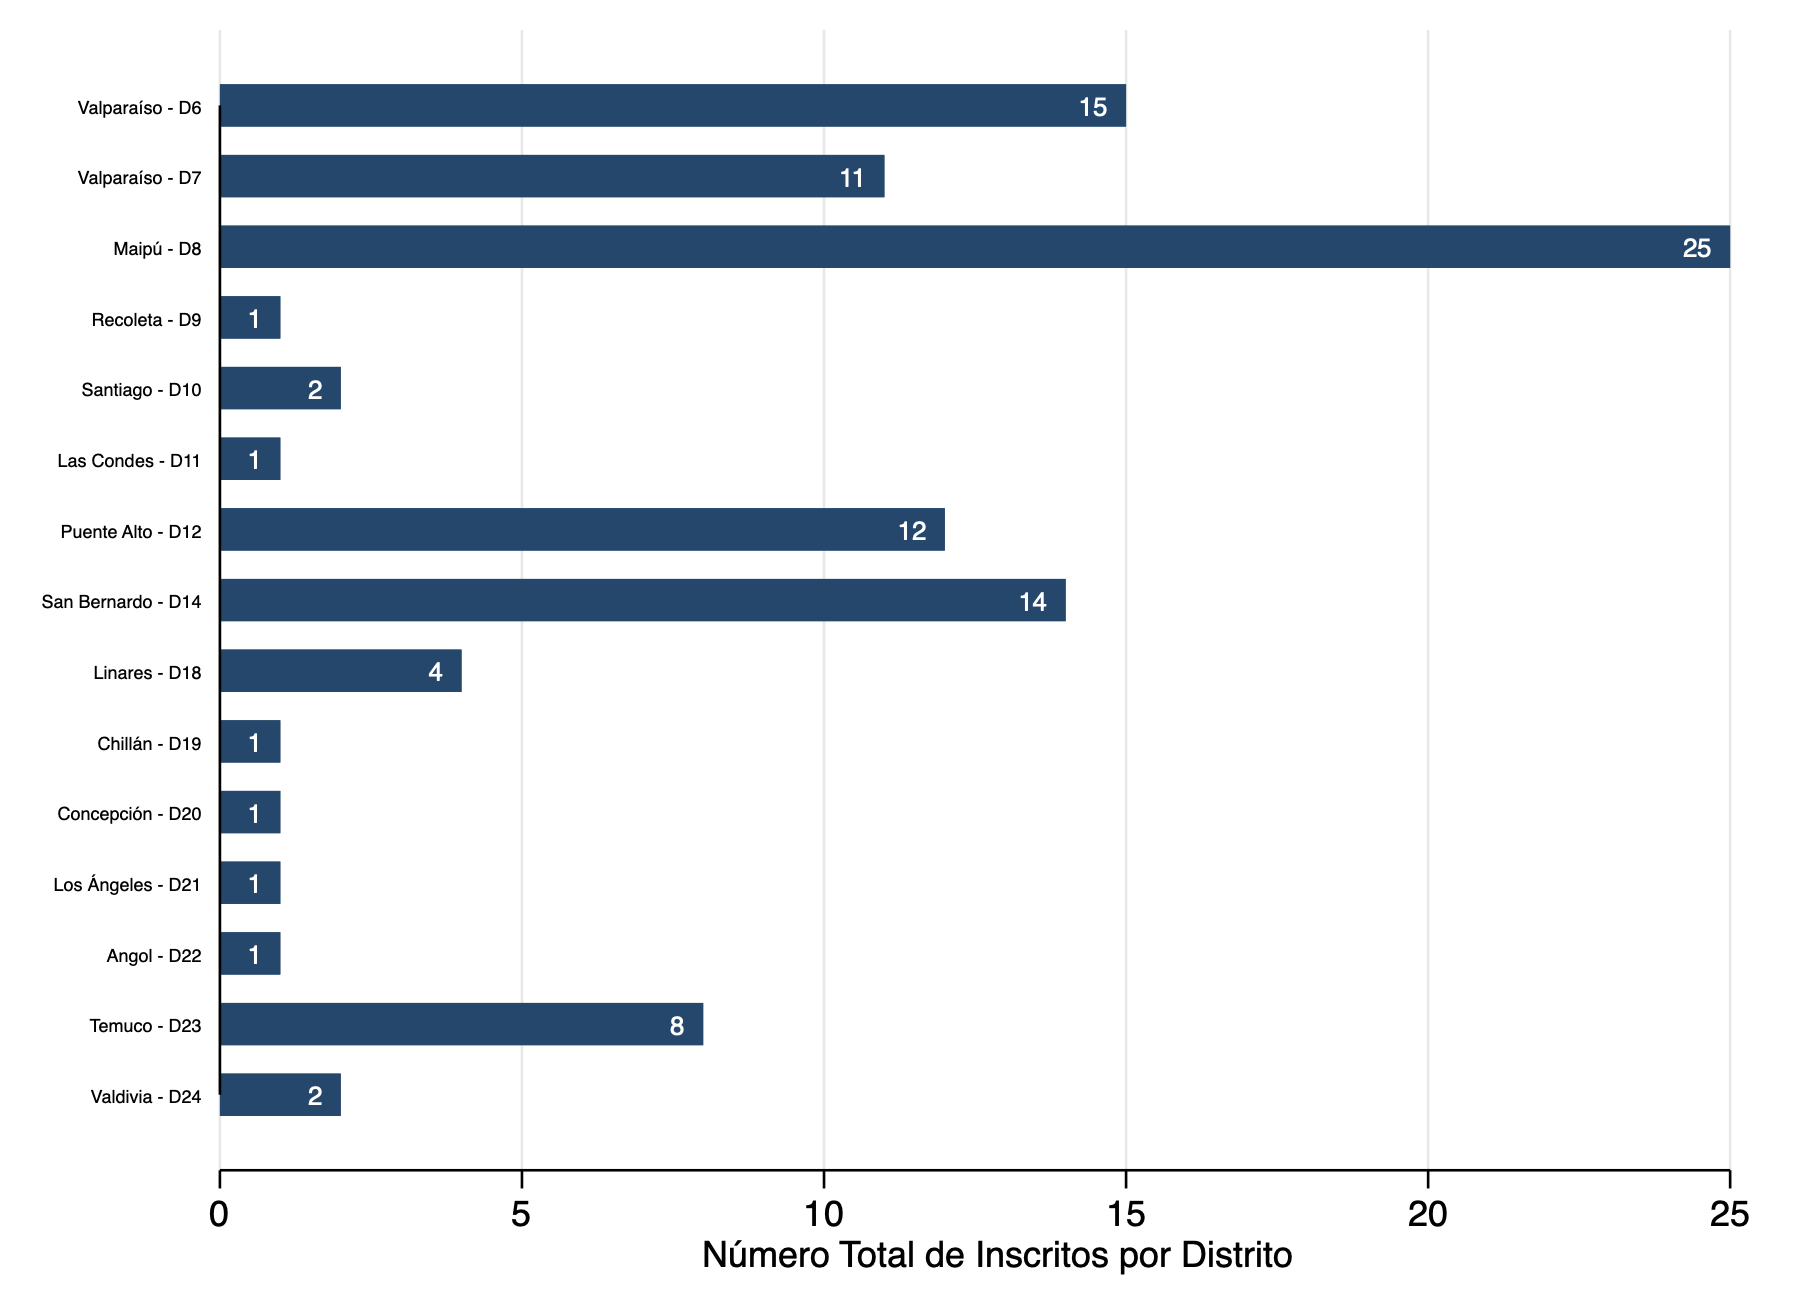 Valparaíso - D6 15
Valparaíso - D7 11
Maipú - D8 25
Recoleta - D9 1
Santiago - D10 2
Las Condes - D11 1
Puente Alto - D12 12
San Bernardo - D14 14
Linares - D18 4
Chillán - D19 1
Concepción - D20 1
Los Ángeles - D21 1
Angol - D22 1
Temuco - D23 8
Valdivia - D24 2
0 5 10 15 20 25
Número Total de Inscritos por Distrito